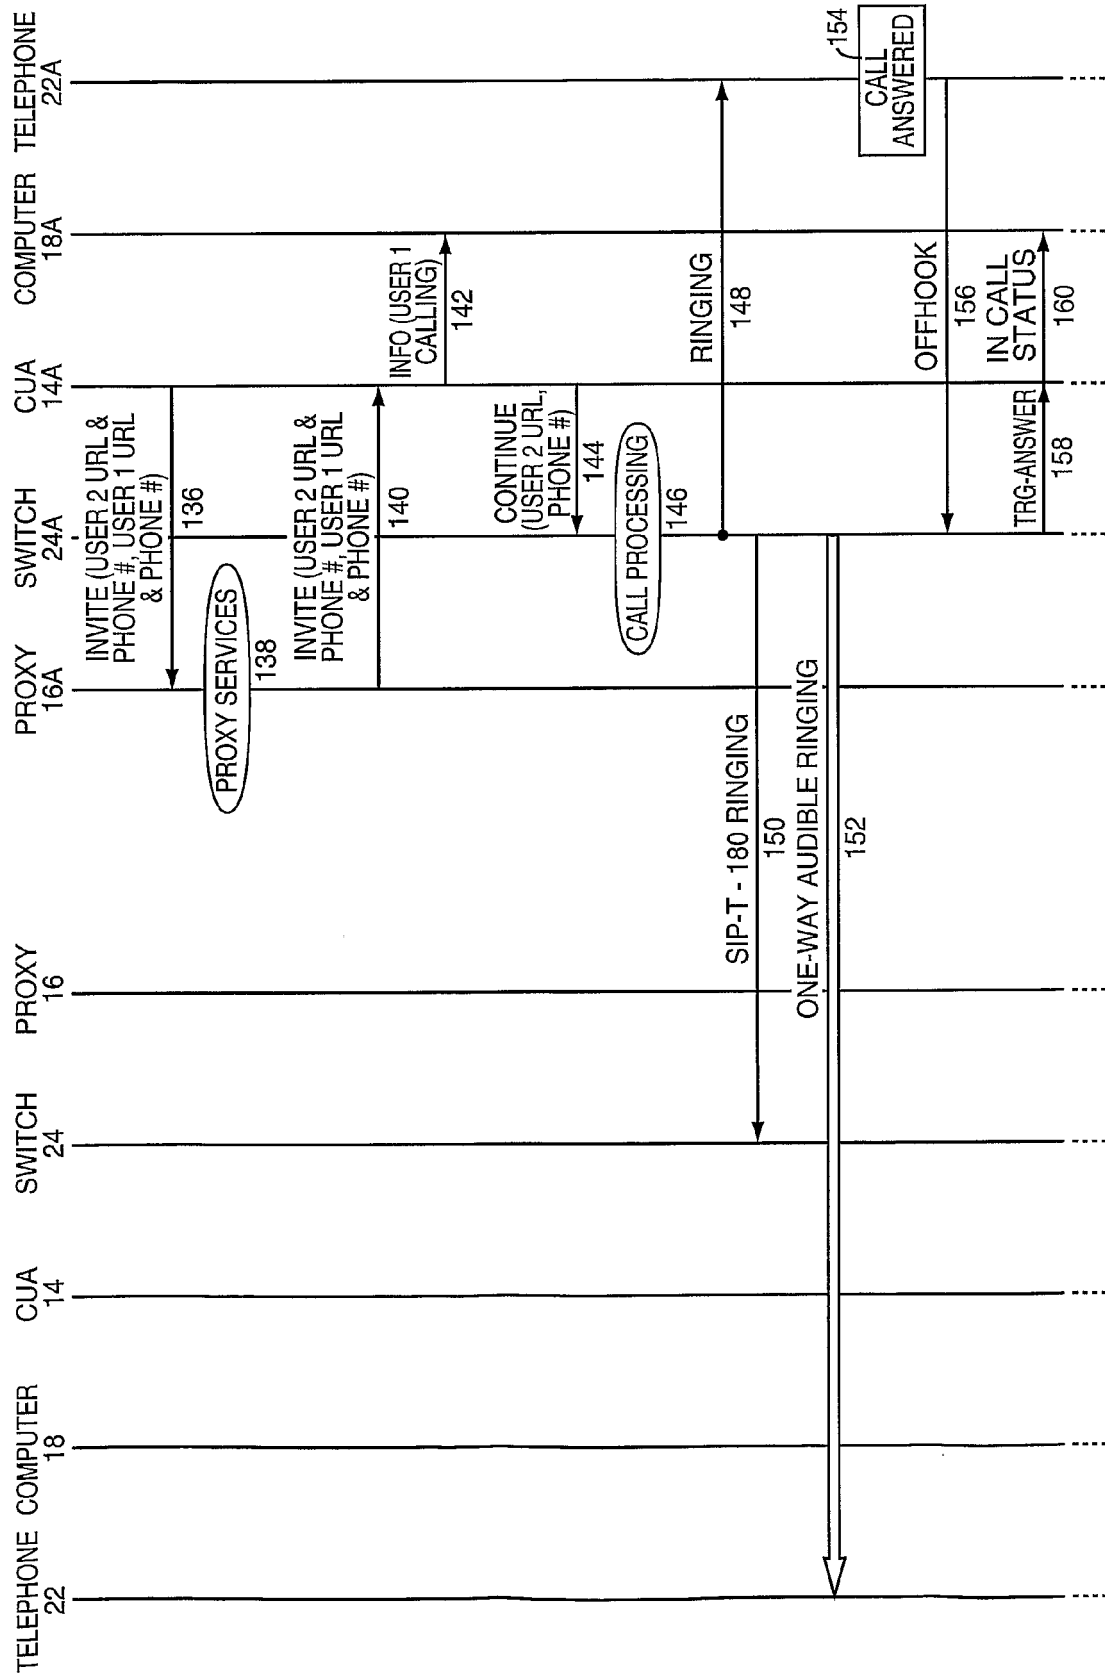 TELEPHONE
22
COMPUTER
18
CUA
14
SWITCH
24
PROXY
16
PROXY
16A
SWITCH
24A
CUA
14A
COMPUTER
18A
TELEPHONE
22A
INVITE (USER 2 URL &
PHONE #, USER 1 URL
& PHONE #)
136
PROXY SERVICES
138
INVITE (USER 2 URL &
PHONE #, USER 1 URL
& PHONE #)
140
INFO (USER 1
CALLING)
142
CONTINUE
(USER 2 URL,
PHONE #)
144
CALL PROCESSING
146
RINGING
148
SIP-T - 180 RINGING
150
ONE-WAY AUDIBLE RINGING
152
154
CALL
ANSWERED
OFFHOOK
156
TRG-ANSWER
158
IN CALL
STATUS
160